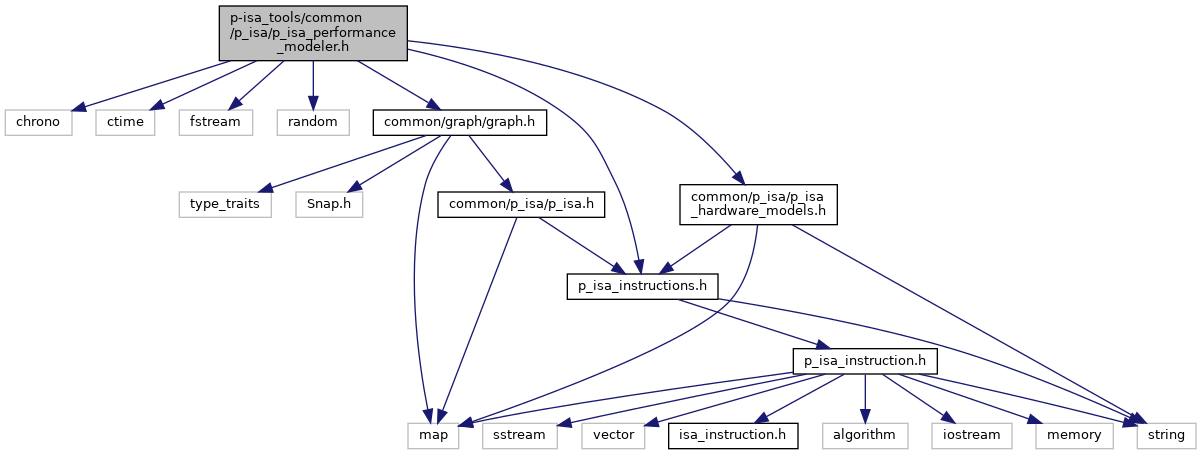 p-isa_tools/common
/p_isa/p_isa_performance
_modeler.h
chrono
ctime
fstream
random
common/graph/graph.h
type_traits
Snap.h
common/p_isa/p_isa.h
common/p_isa/p_isa
_hardware_models.h
p_isa_instructions.h
p_isa_instruction.h
map
sstream
vector
isa_instruction.h
algorithm
iostream
memory
string